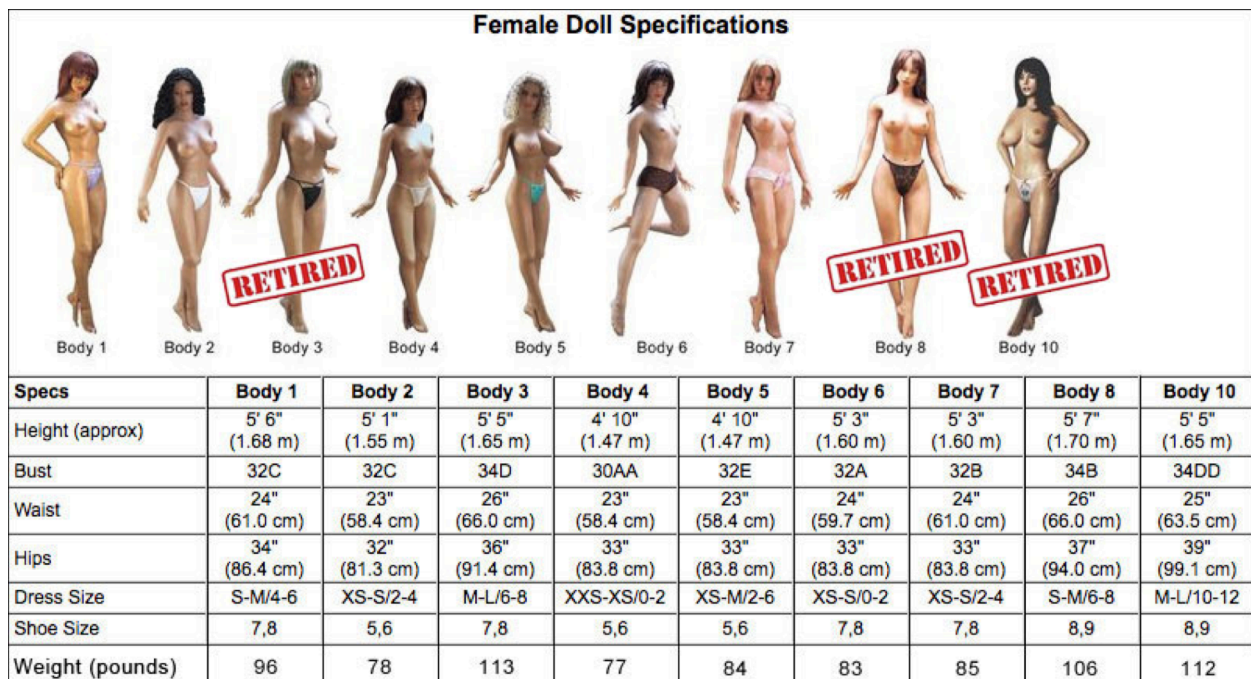 Female Doll Specifications
RETIRED
RETIRED
RETIRED
Body 1 Body 2 Body 3 Body 4 Body 5 Body 6 Body 7 Body 8 Body 10
Specs Body 1 Body 2 Body 3 Body 4 Body 5 Body 6 Body 7 Body 8 Body 10
Height (approx) 5' 6" 5' 1" 5' 5" 4' 10" 4' 10" 5' 3" 5' 3" 5' 7" 5' 5"
(1.68 m) (1.55 m) (1.65 m) (1.47 m) (1.47 m) (1.60 m) (1.60 m) (1.70 m) (1.65 m)
Bust 32C 32C 34D 30AA 32E 32A 32B 34B 34DD
Waist 24" 23" 26" 23" 23" 24" 24" 26" 25"
(61.0 cm) (58.4 cm) (66.0 cm) (58.4 cm) (58.4 cm) (59.7 cm) (61.0 cm) (66.0 cm) (63.5 cm)
Hips 34" 32" 36" 33" 33" 33" 33" 37" 39"
(86.4 cm) (81.3 cm) (91.4 cm) (83.8 cm) (83.8 cm) (83.8 cm) (83.8 cm) (94.0 cm) (99.1 cm)
Dress Size S-M/4-6 XS-S/2-4 M-L/6-8 XXS-XS/0-2 XS-M/2-6 XS-S/0-2 XS-S/2-4 S-M/6-8 M-L/10-12
Shoe Size 7,8 5,6 7,8 5,6 5,6 7,8 7,8 8,9 8,9
Weight (pounds) 96 78 113 77 84 83 85 106 112